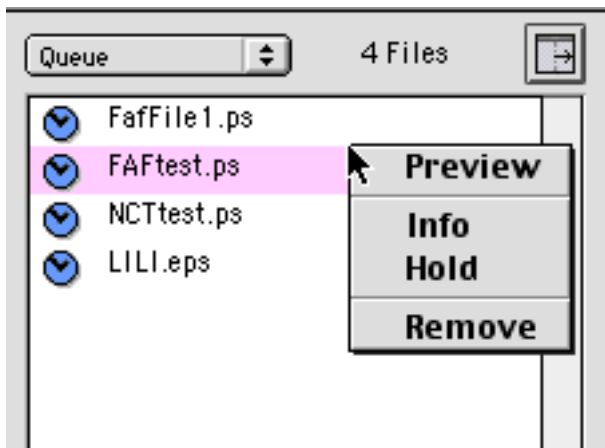 Queue
4 Files
FafFile1.ps
FAFtest.ps
NCTtest.ps
LILI.eps
Preview
Info
Hold
Remove